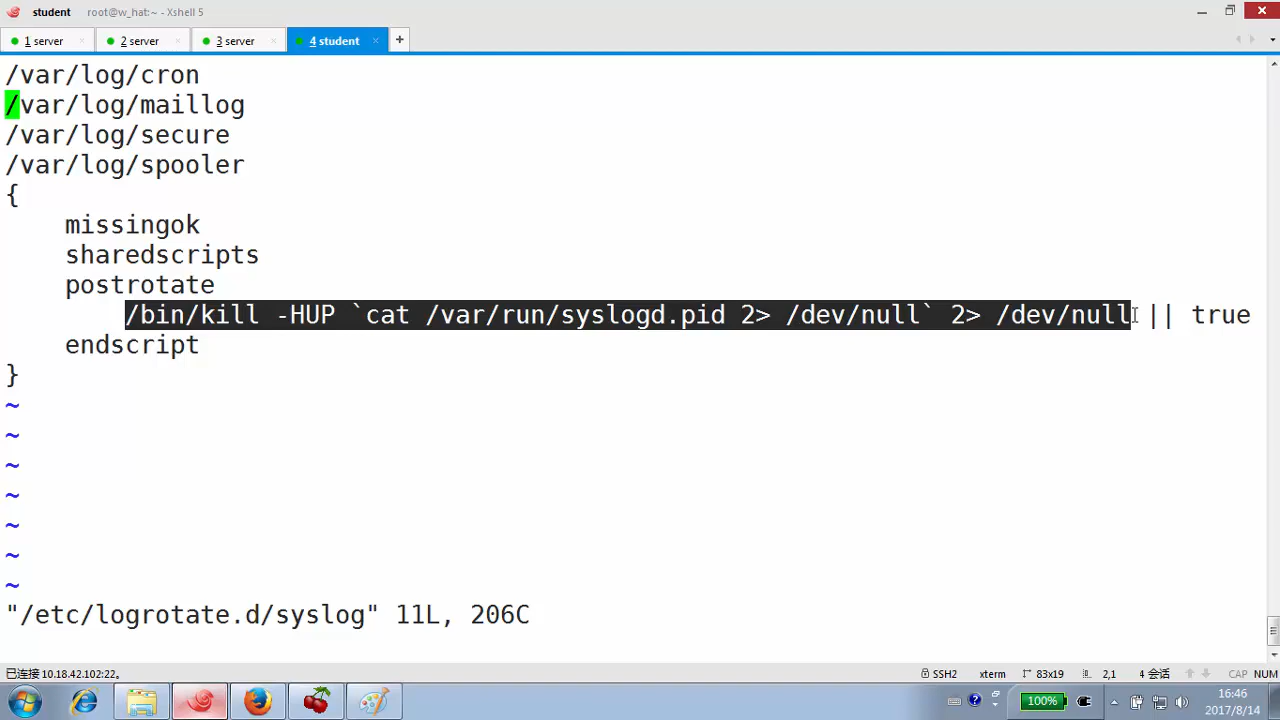 student root@w_hat:~ - Xshell 5
1 server
2 server
3 server
4 student
+
/var/log/cron
/var/log/maillog
/var/log/secure
/var/log/spooler
{
missingok
sharedscripts
postrotate
/bin/kill -HUP `cat /var/run/syslogd.pid 2> /dev/null` 2> /dev/null || true
endscript
}
~
~
~
~
~
~
~
"/etc/logrotate.d/syslog" 11L, 206C
已连接 10.18.42.102:22。 SSH2 xterm 83x19 2,1 4 会话 CAP NUM
100% 16:46
2017/8/14